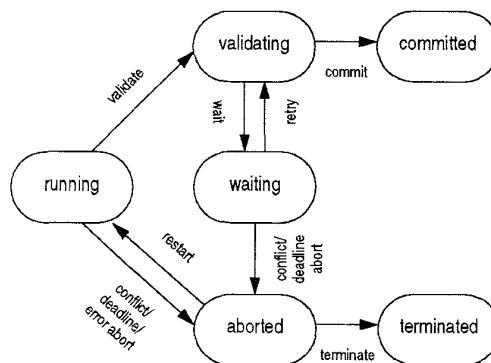 validating
committed
commit
validate
wait
retry
running
waiting
restart
conflict/
deadline
abort
conflict/
deadline/
error abort
aborted
terminated
terminate